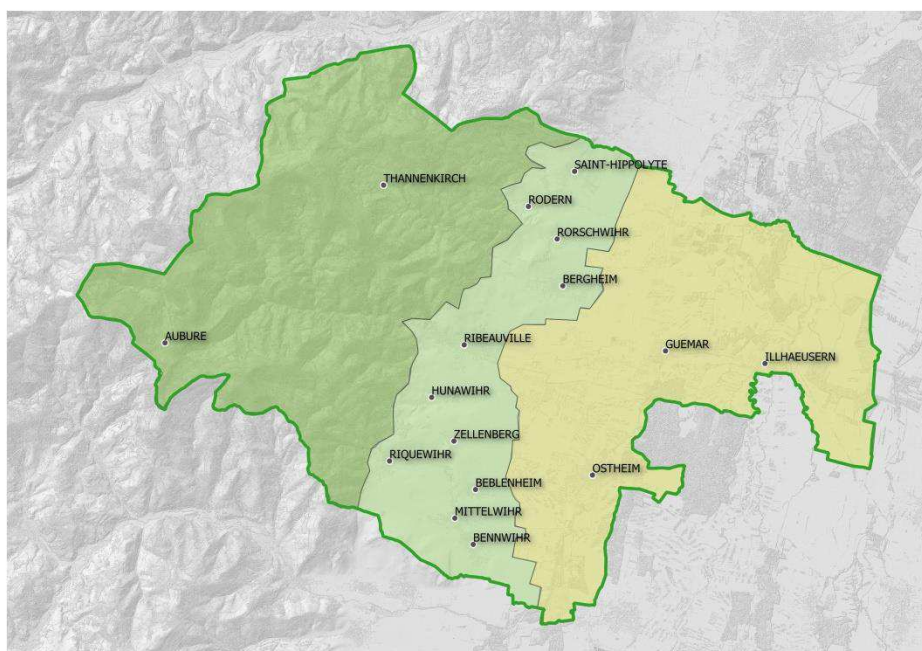 SAINT-HIPPOLYTE
THANNENKIRCH
RODERN
RORSCHWIHR
BERGHEIM
AUBURE
RIBEAUVILLE
GUEMAR
ILLHAEUSERN
HUNAWIHR
ZELLENBERG
RIQUEWIHR
OSTHEIM
BEBLENHEIM
MITTELWIHR
BENNWIHR